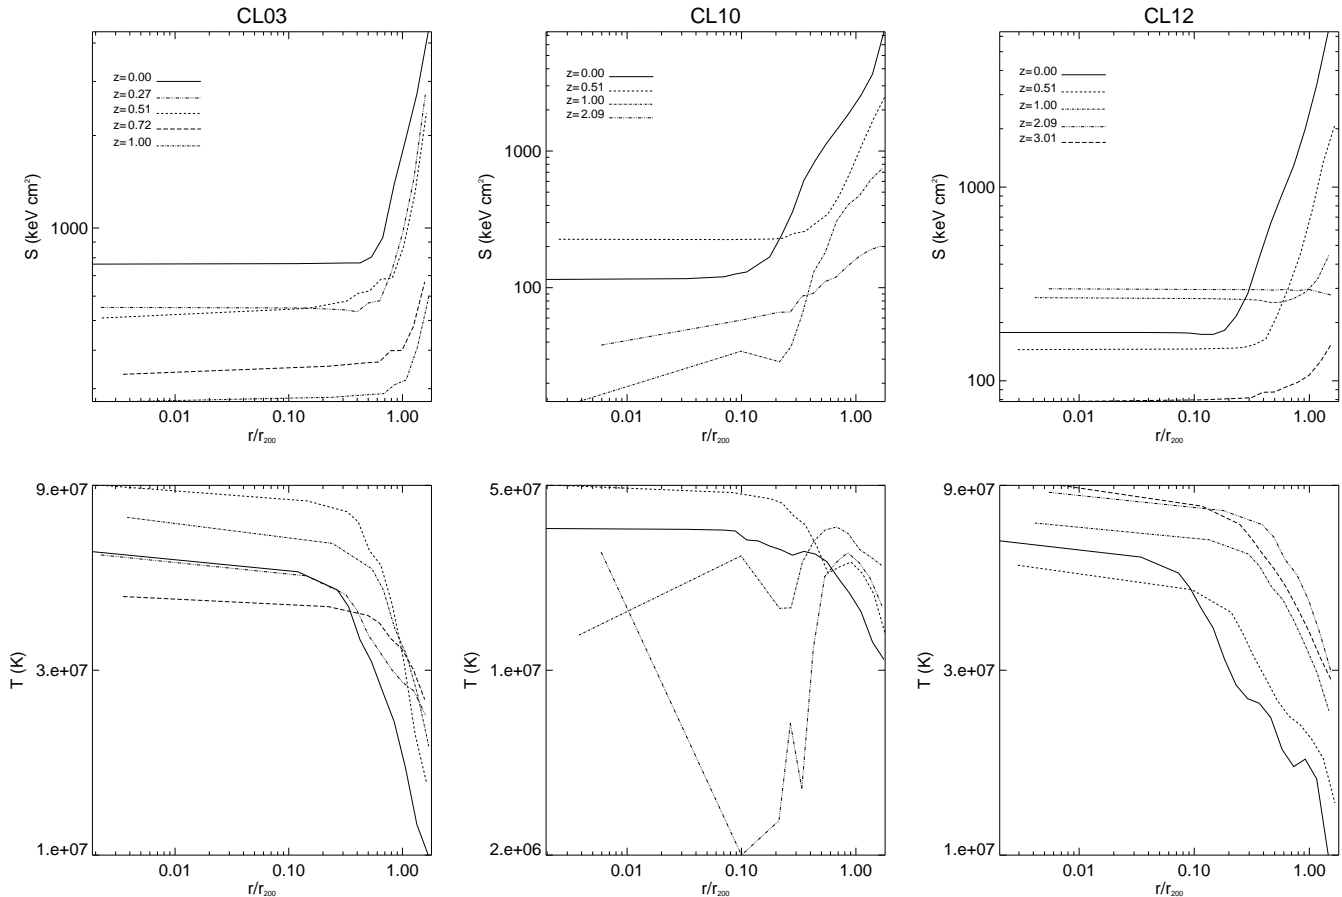 CL03
CL10
CL12
z=0.00
z=0.27
z=0.51
z=0.72
z=1.00
z=0.00
z=0.51
z=1.00
z=2.09
z=0.00
z=0.51
z=1.00
z=2.09
z=3.01
S (keV cm²)
1000
S (keV cm²)
1000
100
S (keV cm²)
1000
100
0.01 0.10 1.00
r/r₂₀₀
0.01 0.10 1.00
r/r₂₀₀
0.01 0.10 1.00
r/r₂₀₀
T (K)
9.e+07
3.e+07
1.e+07
T (K)
5.e+07
1.e+07
2.e+06
T (K)
9.e+07
3.e+07
1.e+07
0.01 0.10 1.00
r/r₂₀₀
0.01 0.10 1.00
r/r₂₀₀
0.01 0.10 1.00
r/r₂₀₀